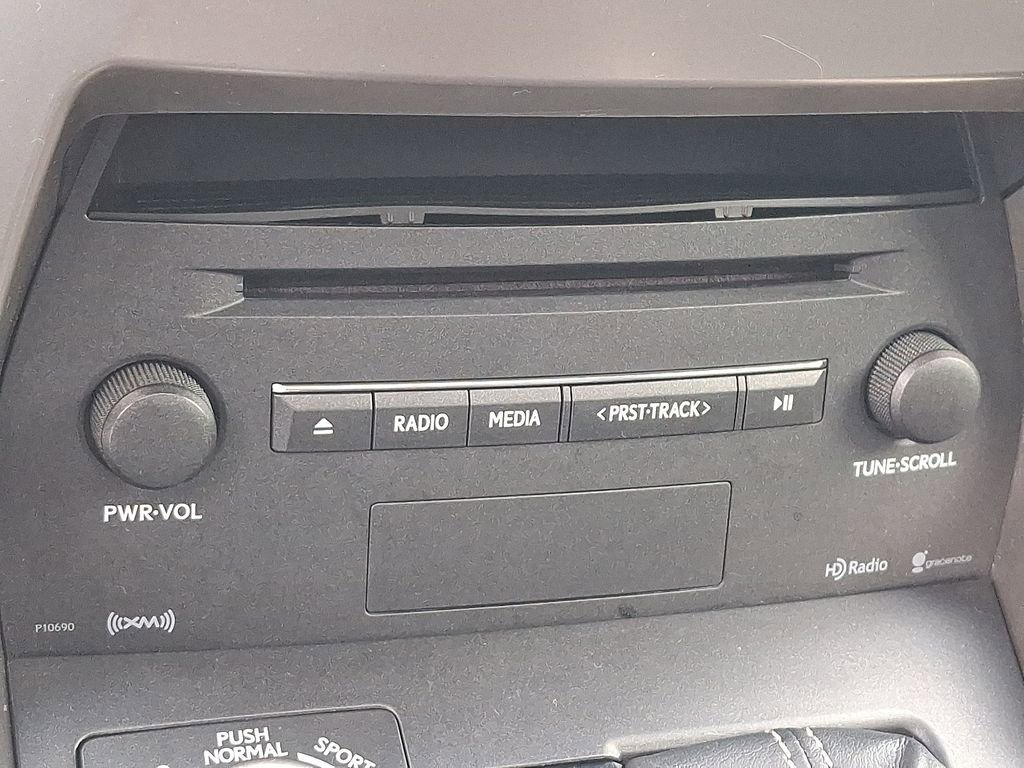 RADIO
MEDIA
<PRST·TRACK>
TUNE·SCROLL
PWR·VOL
HD Radio
gracenote
P10690
((XM))
PUSH
NORMAL
SPORT